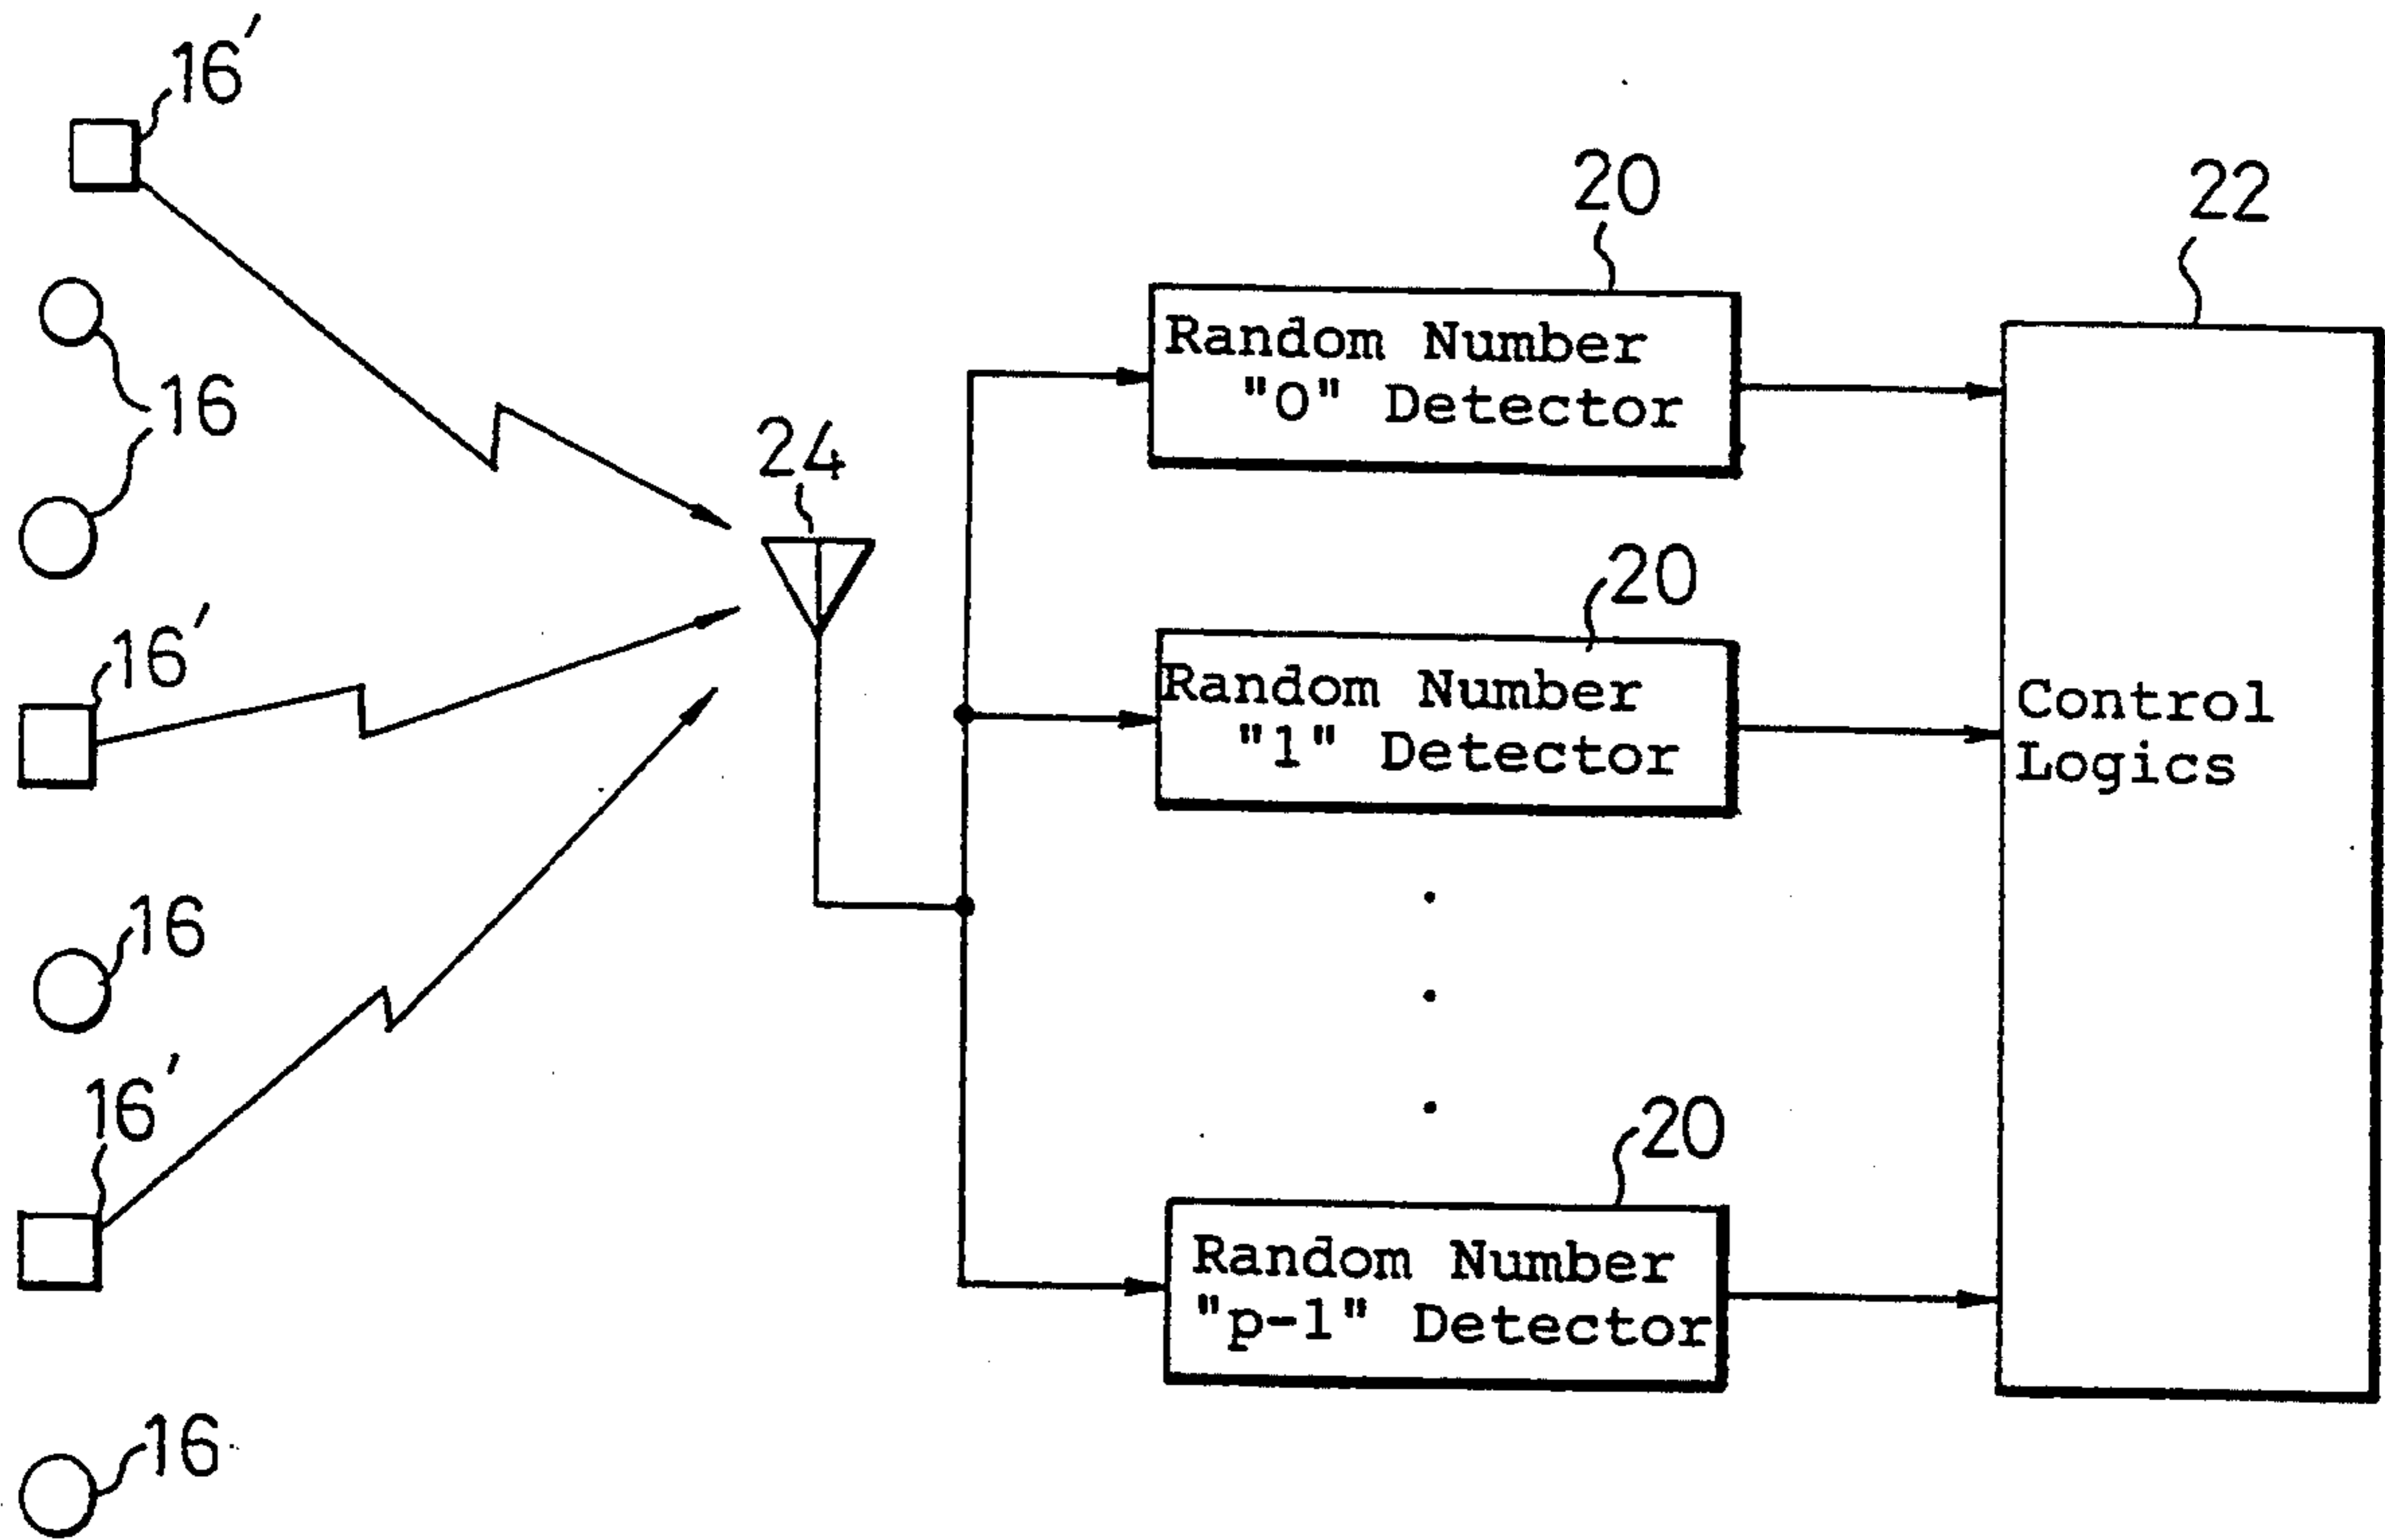 16'
16
24
16'
16
16'
16
20
Random Number
"0" Detector
20
Random Number
"1" Detector
20
Random Number
"p-1" Detector
22
Control
Logics